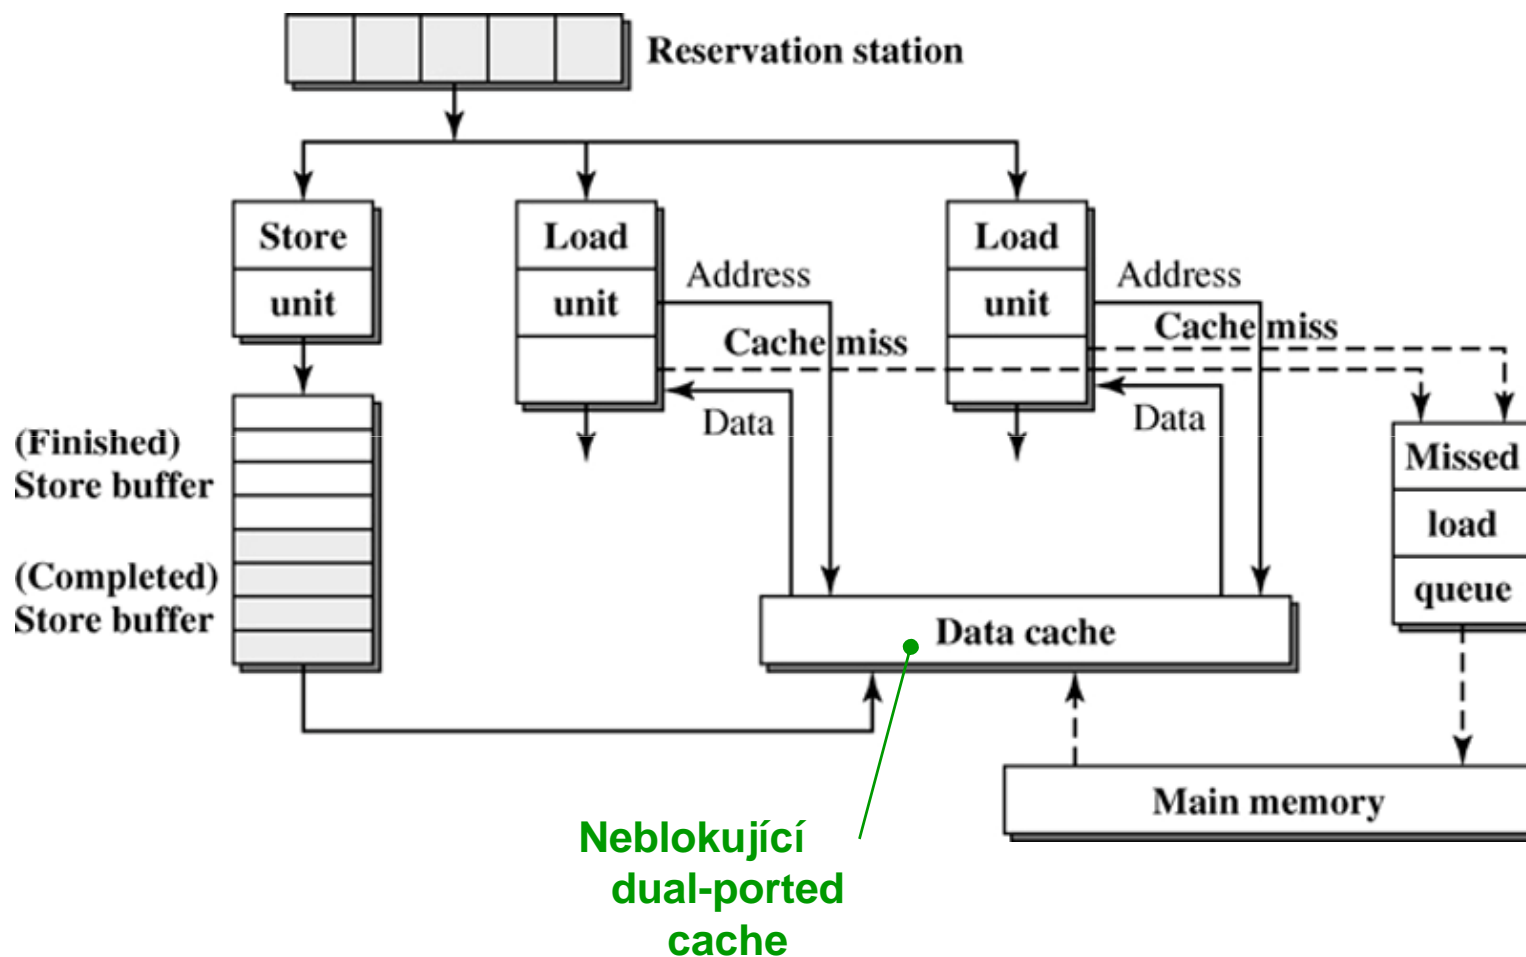 Reservation station
Store
unit
Load
unit
Load
unit
Address
Address
Cache miss
Cache miss
Data
Data
(Finished)
Store buffer
(Completed)
Store buffer
Missed
load
queue
Data cache
Main memory
Neblokující
dual-ported
cache